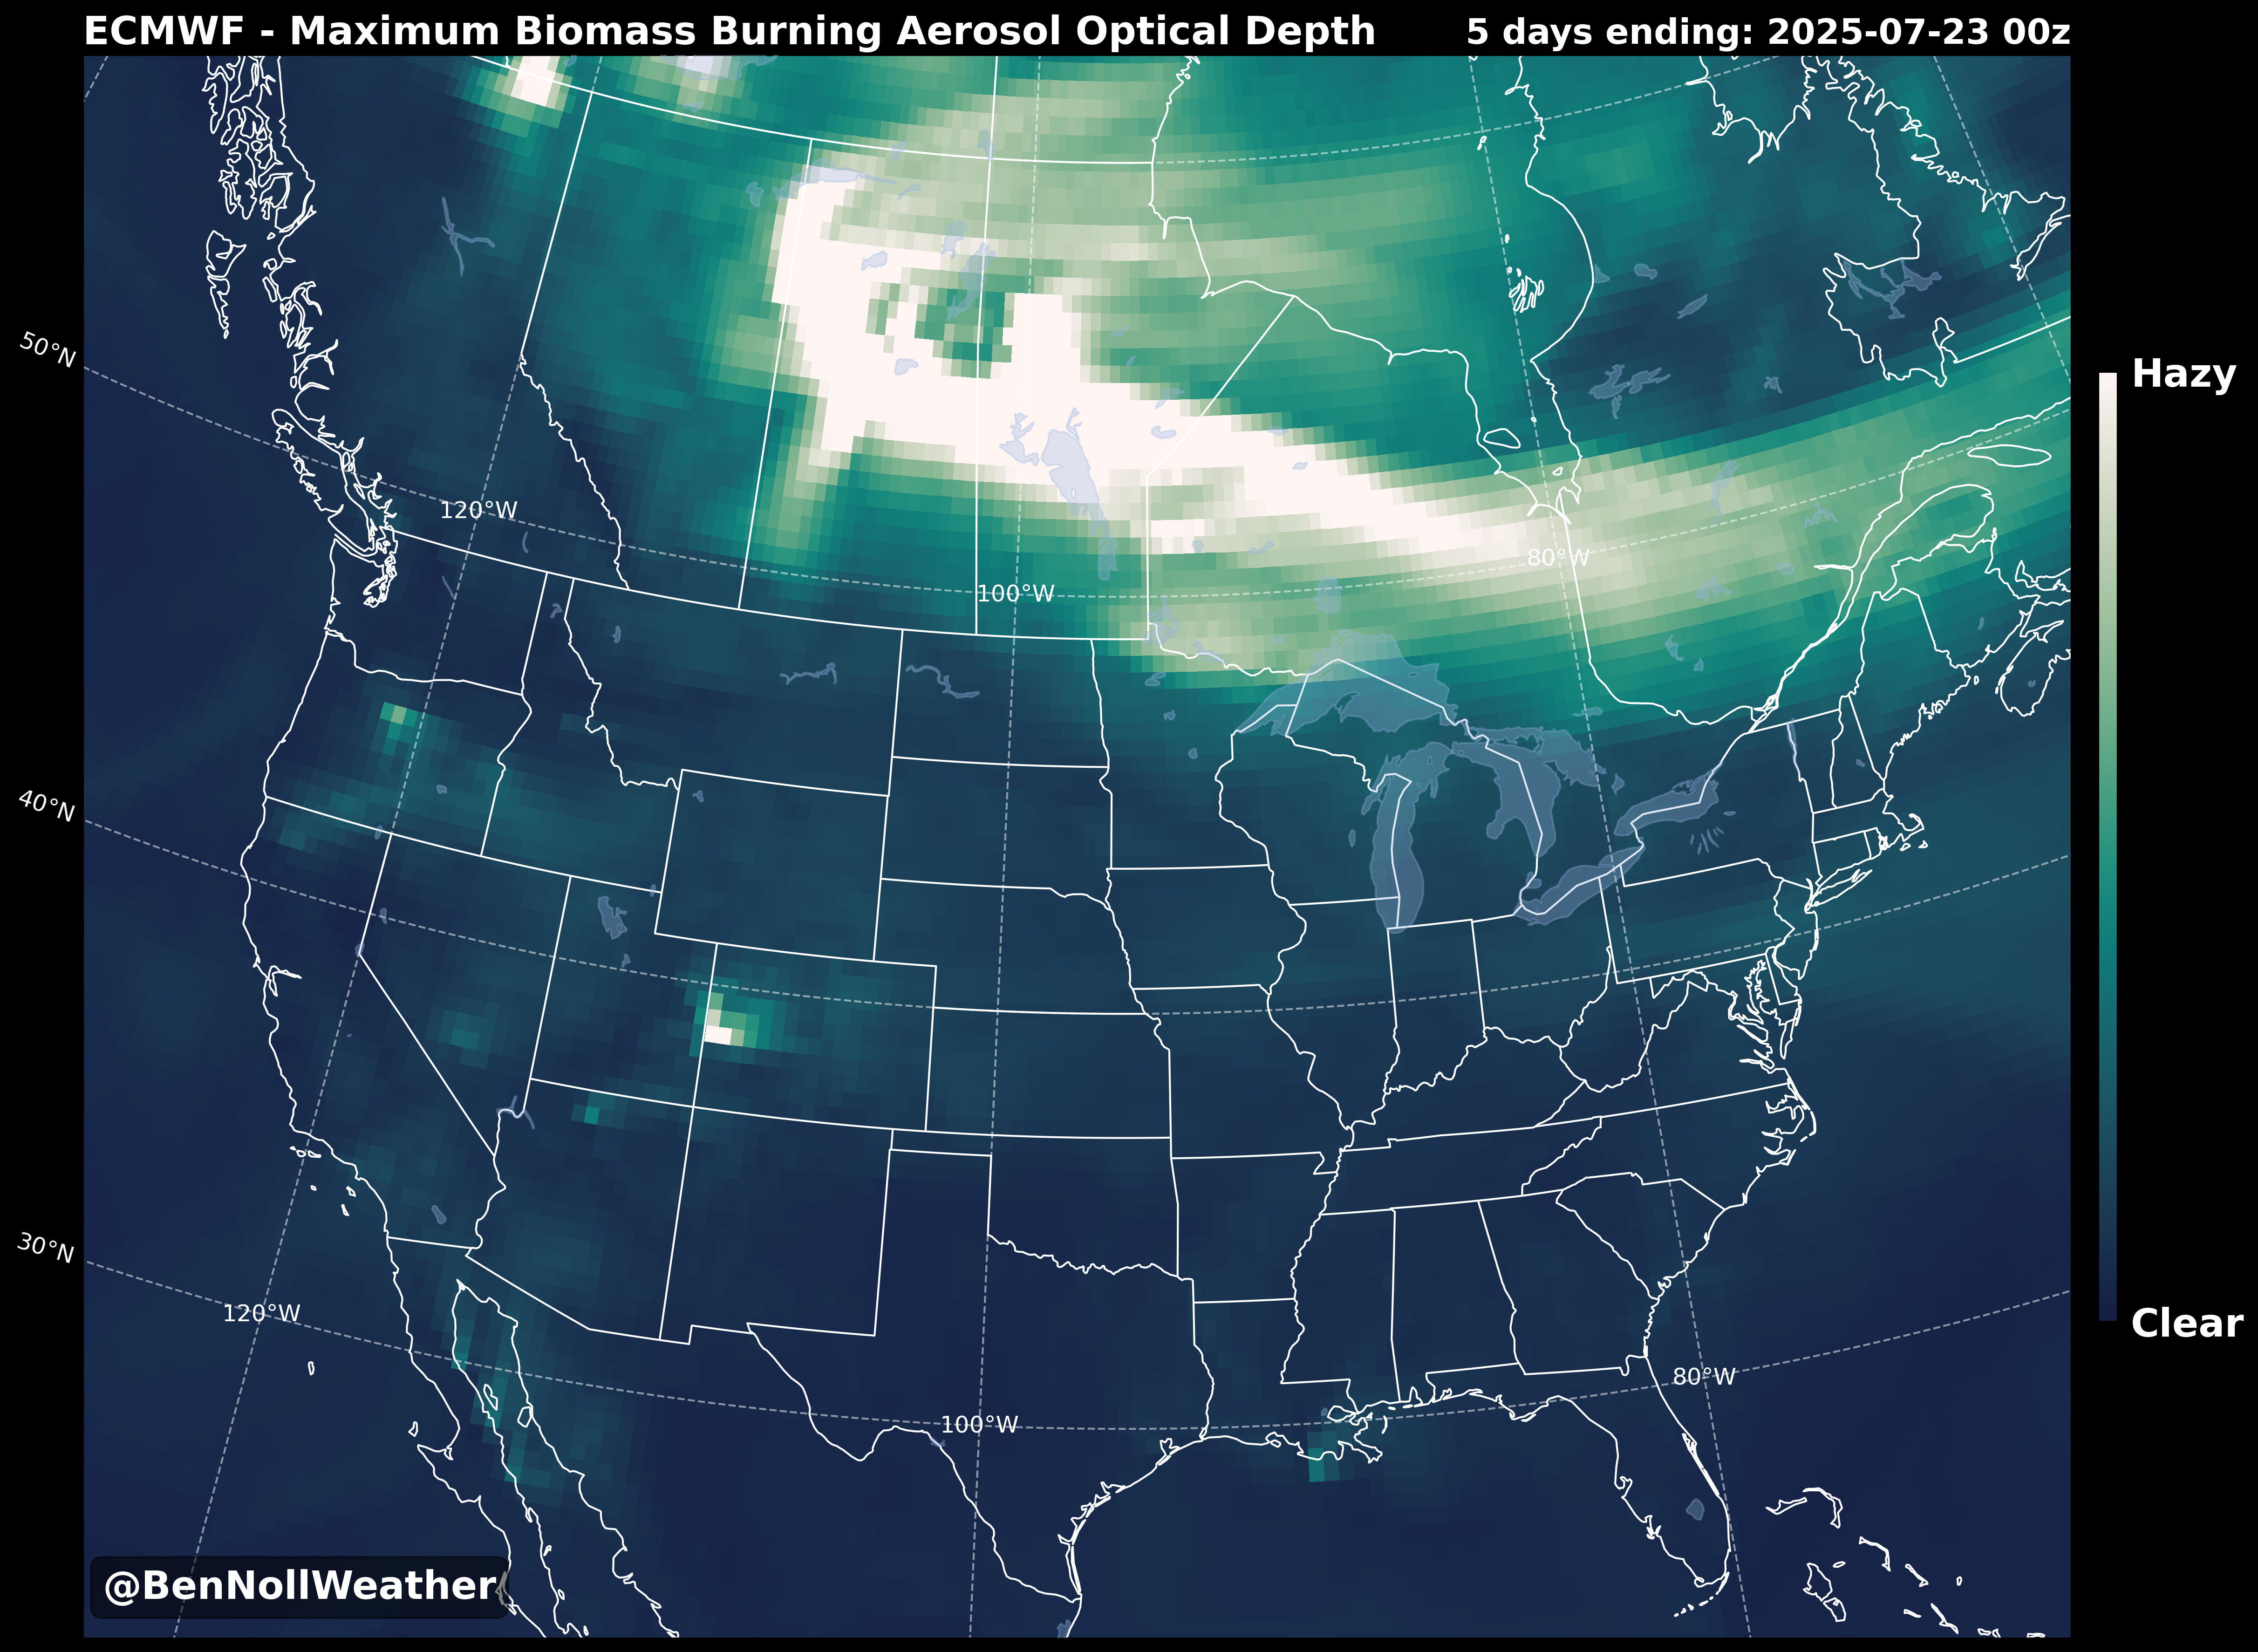 ECMWF - Maximum Biomass Burning Aerosol Optical Depth
5 days ending: 2025-07-23 00z
50°N
Hazy
120°W
80°W
100°W
40°N
30°N
120°W
Clear
80°W
100°W
@BenNollWeather